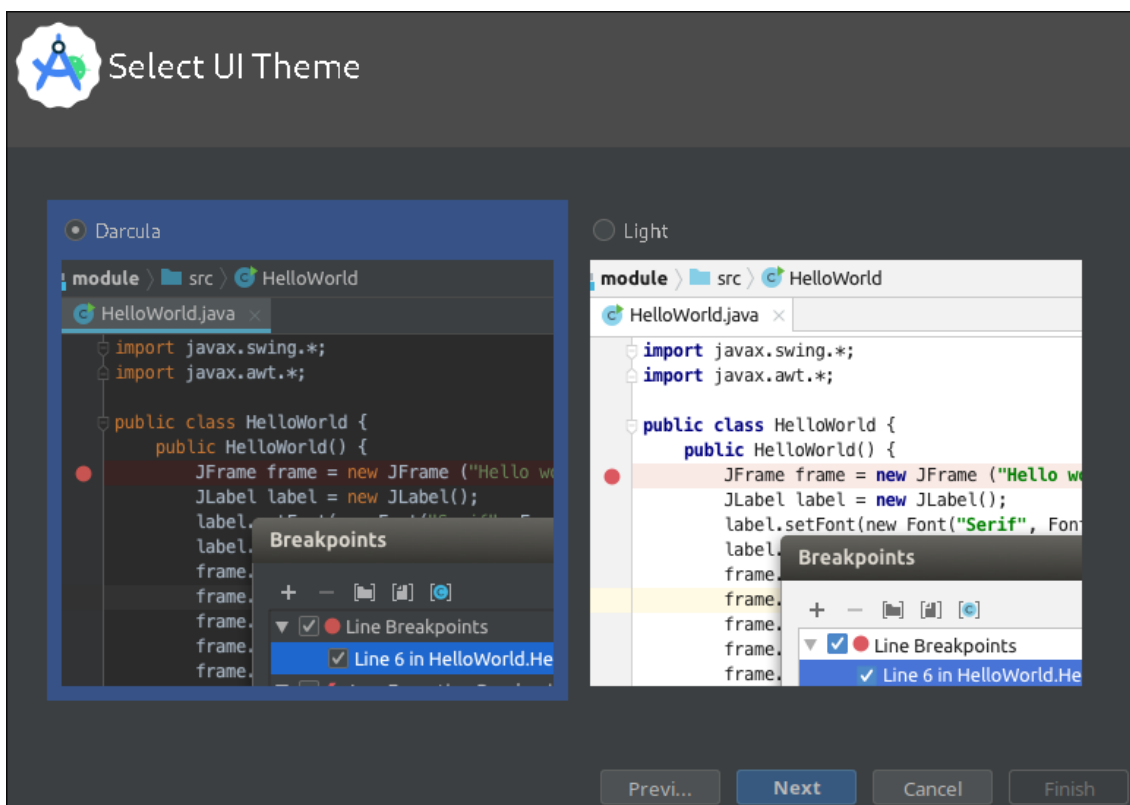 Select UI Theme
Darcula
module src HelloWorld
HelloWorld.java
import javax.swing.*;
import javax.awt.*;
public class HelloWorld {
public HelloWorld() {
JFrame frame = new JFrame ("Hello wo
JLabel label = new JLabel();
label.
label.
frame.
frame.
frame.
frame.
frame.
Breakpoints
Line Breakpoints
Line 6 in HelloWorld.He
Light
module src HelloWorld
HelloWorld.java
import javax.swing.*;
import javax.awt.*;
public class HelloWorld {
public HelloWorld() {
JFrame frame = new JFrame ("Hello wo
JLabel label = new JLabel();
label.setFont(new Font("Serif", Font
label.
frame.
frame.
frame.
frame.
frame.
Breakpoints
Line Breakpoints
Line 6 in HelloWorld.He
Previ... Next Cancel Finish